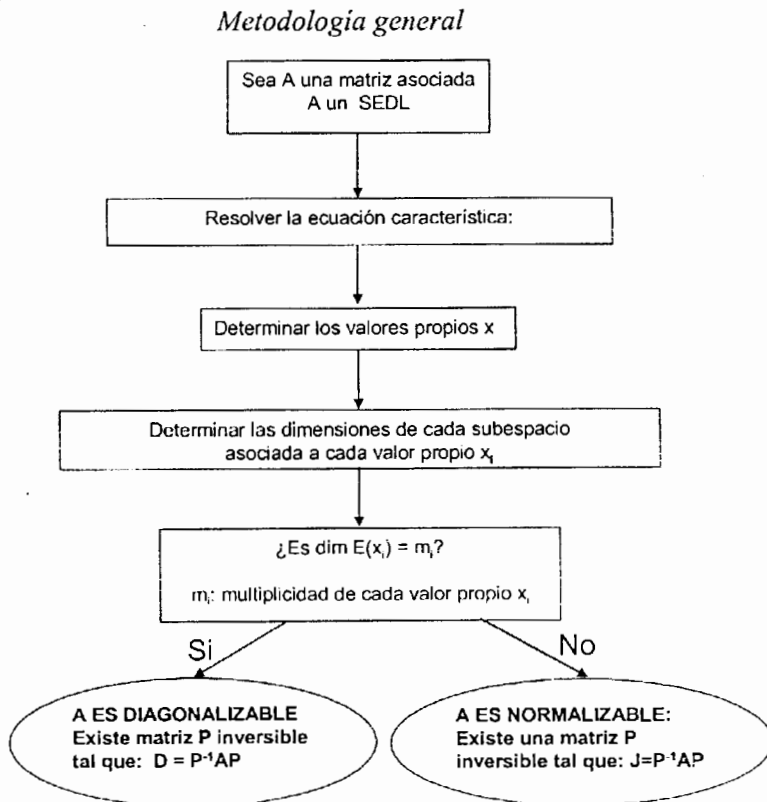 Metodología general
Sea A una matriz asociada
A un SEDL
Resolver la ecuación característica:
Determinar los valores propios x
Determinar las dimensiones de cada subespacio
asociada a cada valor propio xᵢ
¿Es dim E(xᵢ) = mᵢ?
mᵢ: multiplicidad de cada valor propio xᵢ
Si
No
A ES DIAGONALIZABLE
Existe matriz P inversible
tal que: D = P⁻¹AP
A ES NORMALIZABLE:
Existe una matriz P
inversible tal que: J=P⁻¹AP